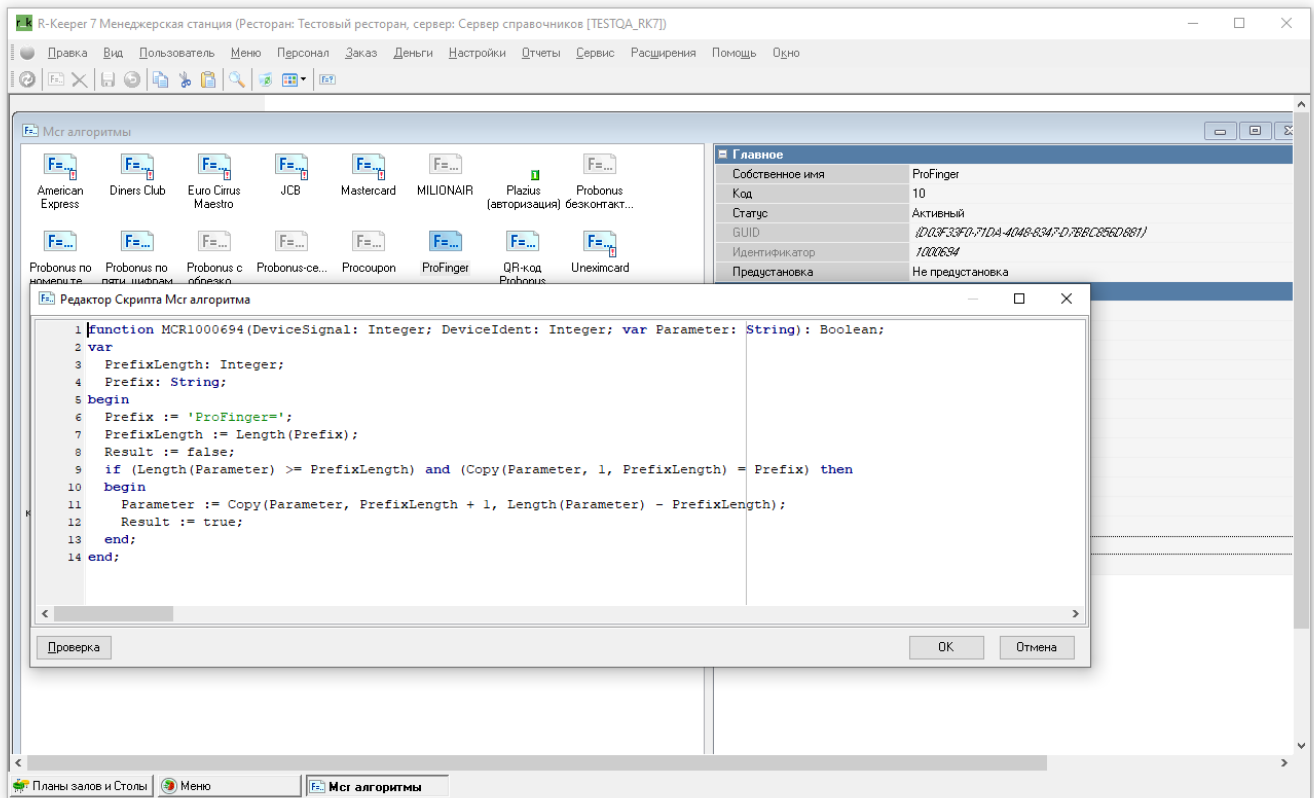 r_k R-Keeper 7 Менеджерская станция (Ресторан: Тестовый ресторан, сервер: Сервер справочников [TESTQA_RK7])
Правка Вид Пользователь Меню Персонал Заказ Деньги Настройки Отчеты Сервис Расширения Помощь Окно
Mcr алгоритмы
American Express
Diners Club
Euro Cirrus Maestro
JCB
Mastercard
MILIONAIR
Plazius (авторизация)
Probonus безконтакт...
Probonus по номеру те...
Probonus по пяти цифрам
Probonus с обрезко...
Probonus-се...
Procoupon
ProFinger
QR-код Probonus
Uneximcard
Главное
Собственное имя ProFinger
Код 10
Статус Активный
GUID {D03F33F0-71DA-4048-8347-D7BBC856D881}
Идентификатор 1000694
Предустановка Не предустановка
Редактор Скрипта Mcr алгоритма
1 function MCR1000694(DeviceSignal: Integer; DeviceIdent: Integer; var Parameter: String): Boolean;
2 var
3 PrefixLength: Integer;
4 Prefix: String;
5 begin
6 Prefix := 'ProFinger=';
7 PrefixLength := Length(Prefix);
8 Result := false;
9 if (Length(Parameter) >= PrefixLength) and (Copy(Parameter, 1, PrefixLength) = Prefix) then
10 begin
11 Parameter := Copy(Parameter, PrefixLength + 1, Length(Parameter) - PrefixLength);
12 Result := true;
13 end;
14 end;
Проверка
OK
Отмена
Планы залов и Столы
Меню
Mcr алгоритмы